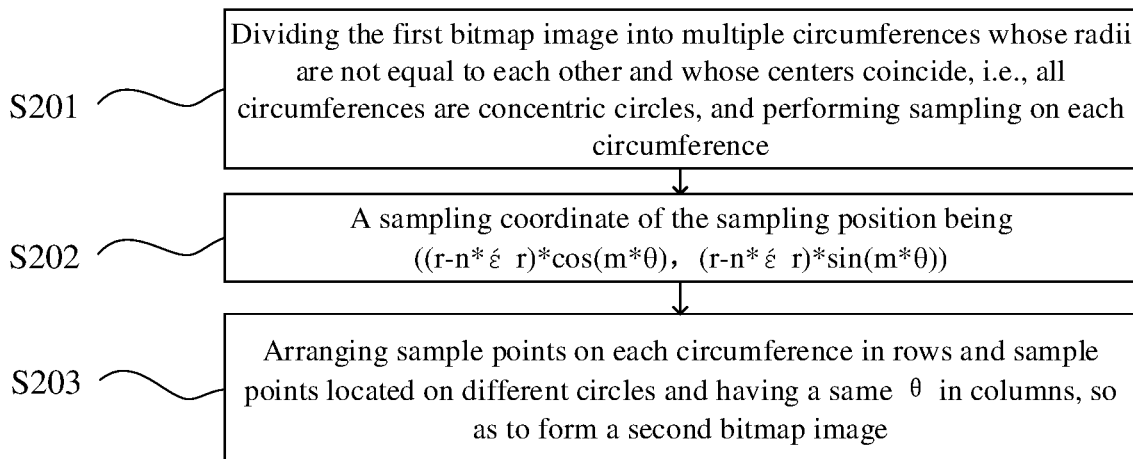 Dividing the first bitmap image into multiple circumferences whose radii
are not equal to each other and whose centers coincide, i.e., all
S201
circumferences are concentric circles, and performing sampling on each
circumference
A sampling coordinate of the sampling position being
S202
((r-n*έ r)*cos(m*θ), (r-n*έ r)*sin(m*θ))
Arranging sample points on each circumference in rows and sample
S203
points located on different circles and having a same θ in columns, so
as to form a second bitmap image